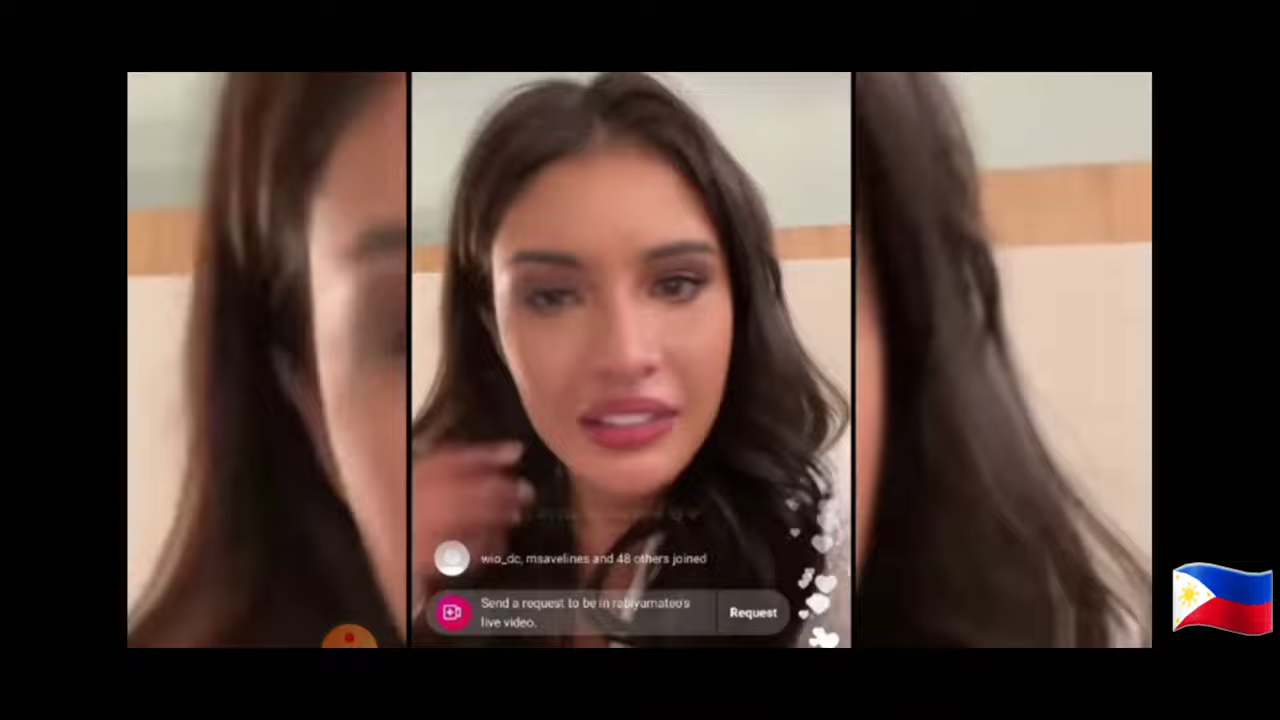 wio_dc, msavelines and 48 others joined
Send a request to be in rabiyamateo's
live video.
Request